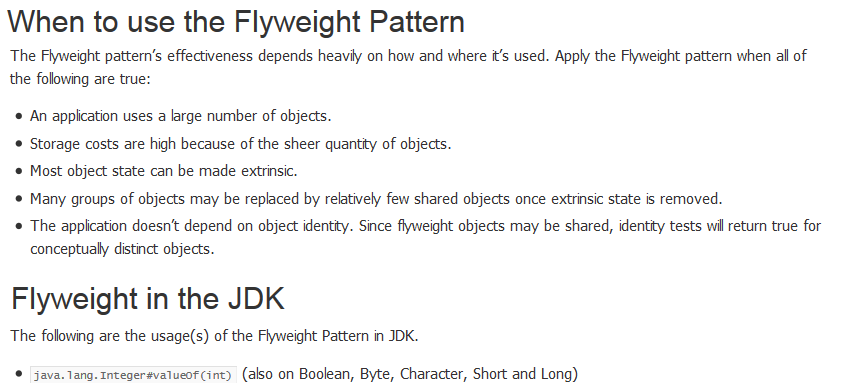 When to use the Flyweight Pattern
The Flyweight pattern’s effectiveness depends heavily on how and where it’s used. Apply the Flyweight pattern when all of
the following are true:
• An application uses a large number of objects.
• Storage costs are high because of the sheer quantity of objects.
• Most object state can be made extrinsic.
• Many groups of objects may be replaced by relatively few shared objects once extrinsic state is removed.
• The application doesn’t depend on object identity. Since flyweight objects may be shared, identity tests will return true for
conceptually distinct objects.
Flyweight in the JDK
The following are the usage(s) of the Flyweight Pattern in JDK.
• java.lang.Integer#valueOf(int) (also on Boolean, Byte, Character, Short and Long)